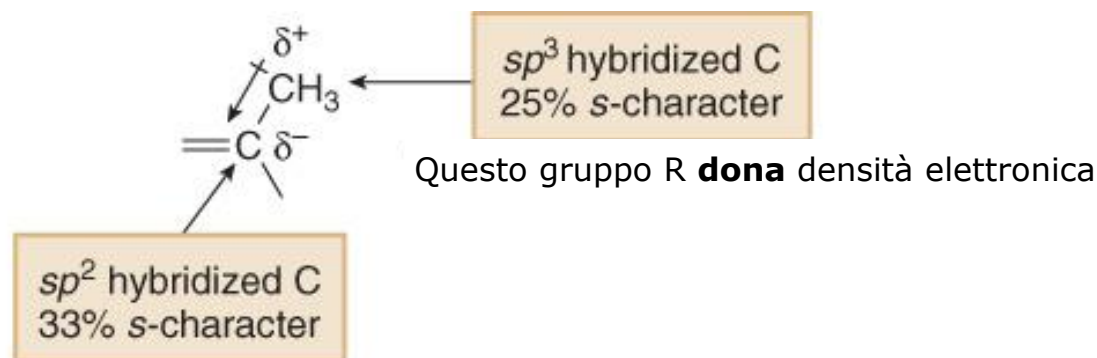 δ+
CH3
sp3 hybridized C
25% s-character
C δ–
Questo gruppo R dona densità elettronica
sp2 hybridized C
33% s-character